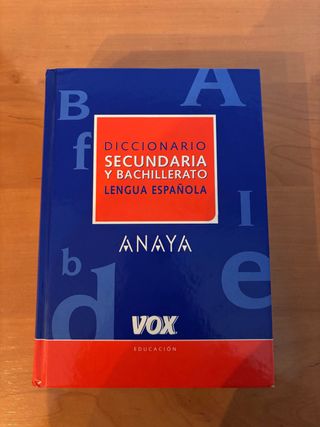 B
A
f
DICCIONARIO
SECUNDARIA
Y BACHILLERATO
LENGUA ESPAÑOLA
I
ANAYA
b
d
e
VOX
EDUCACIÓN